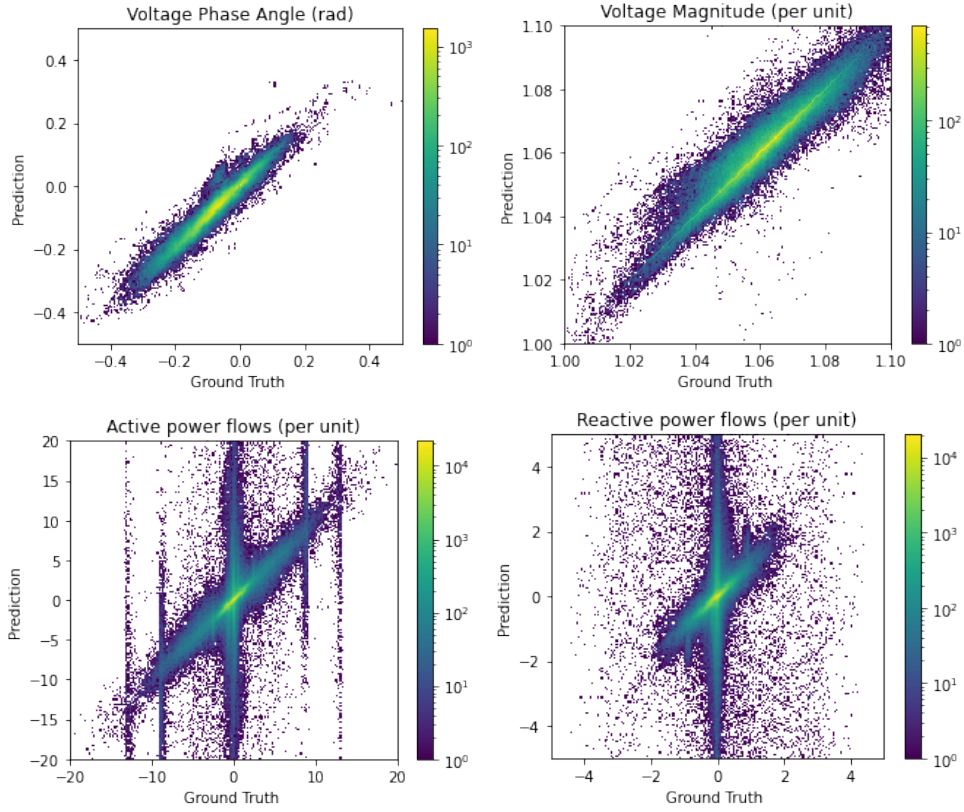 Voltage Phase Angle (rad)
0.4
0.2
0.0
−0.2
−0.4
Prediction
−0.4 −0.2 0.0 0.2 0.4
Ground Truth
10³
10²
10¹
10⁰
Voltage Magnitude (per unit)
1.10
1.08
1.06
1.04
1.02
1.00
Prediction
1.00 1.02 1.04 1.06 1.08 1.10
Ground Truth
10²
10¹
10⁰
Active power flows (per unit)
20
15
10
5
0
−5
−10
−15
−20
Prediction
−20 −10 0 10 20
Ground Truth
10⁴
10³
10²
10¹
10⁰
Reactive power flows (per unit)
4
2
0
−2
−4
Prediction
−4 −2 0 2 4
Ground Truth
10⁴
10³
10²
10¹
10⁰